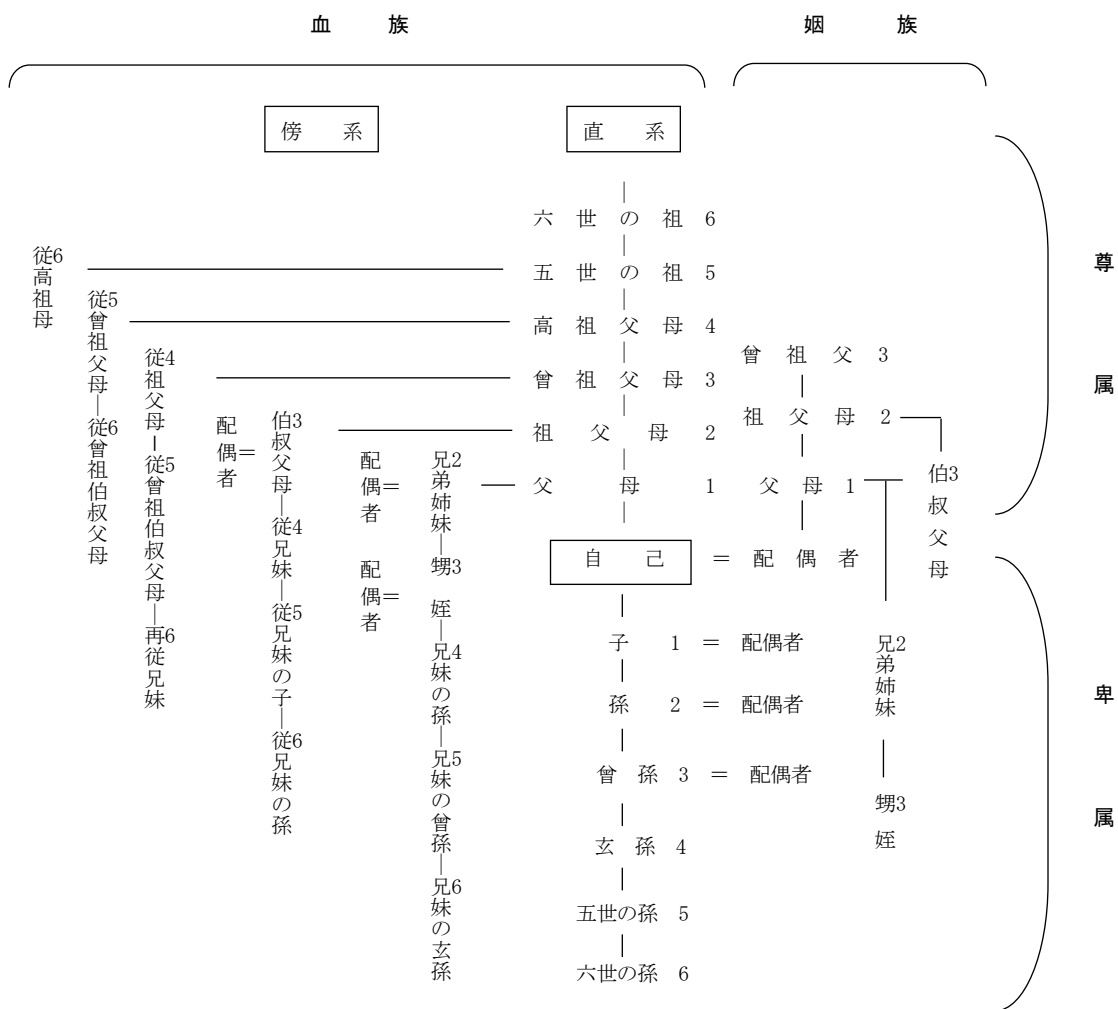 血　族
姻　族
傍　系
直　系
六世の祖 6
五世の祖 5
高祖父母 4
曾祖父母 3
祖父母 2
父母 1
自己 ＝ 配偶者
子 1 ＝ 配偶者
孫 2 ＝ 配偶者
曾孫 3 ＝ 配偶者
玄孫 4
五世の孫 5
六世の孫 6
従6高祖母
従5曾祖父母―従6曾祖伯叔父母
従4祖父母―従5曾祖伯叔父母―再6従兄妹
配偶者＝
伯3叔父母―従4兄妹―従5兄妹の子―従6兄妹の孫
配偶者＝
配偶者＝
兄2弟姉妹―甥3 姪―兄4妹の孫―兄5妹の曾孫―兄6妹の玄孫
曾祖父 3
祖父母 2
父母 1
伯3叔父母
兄2弟姉妹
甥3姪
尊　属
卑　属